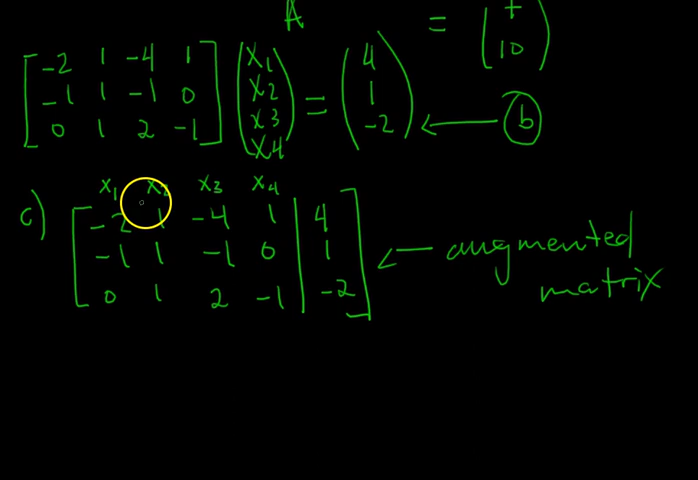 A = ( + 10 )
[ -2 1 -4 1 ] ( x1 ) ( 4 )
[ -1 1 -1 0 ] ( x2 ) = ( 1 )
[ 0 1 2 -1 ] ( x3 ) ( -2 ) ← b
( x4 )
x1 x2 x3 x4
c) [ -2 1 -4 1 | 4 ]
[ -1 1 -1 0 | 1 ] ← augmented
[ 0 1 2 -1 | -2 ] matrix